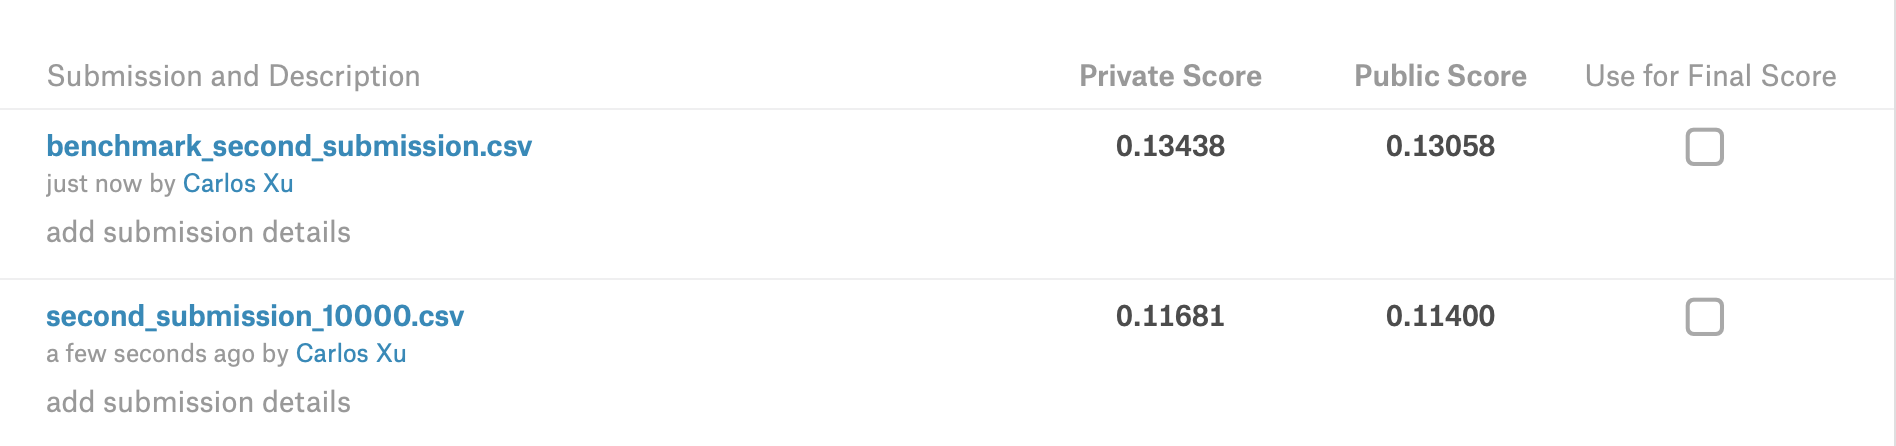 Submission and Description Private Score Public Score Use for Final Score
benchmark_second_submission.csv 0.13438 0.13058
just now by Carlos Xu
add submission details
second_submission_10000.csv 0.11681 0.11400
a few seconds ago by Carlos Xu
add submission details